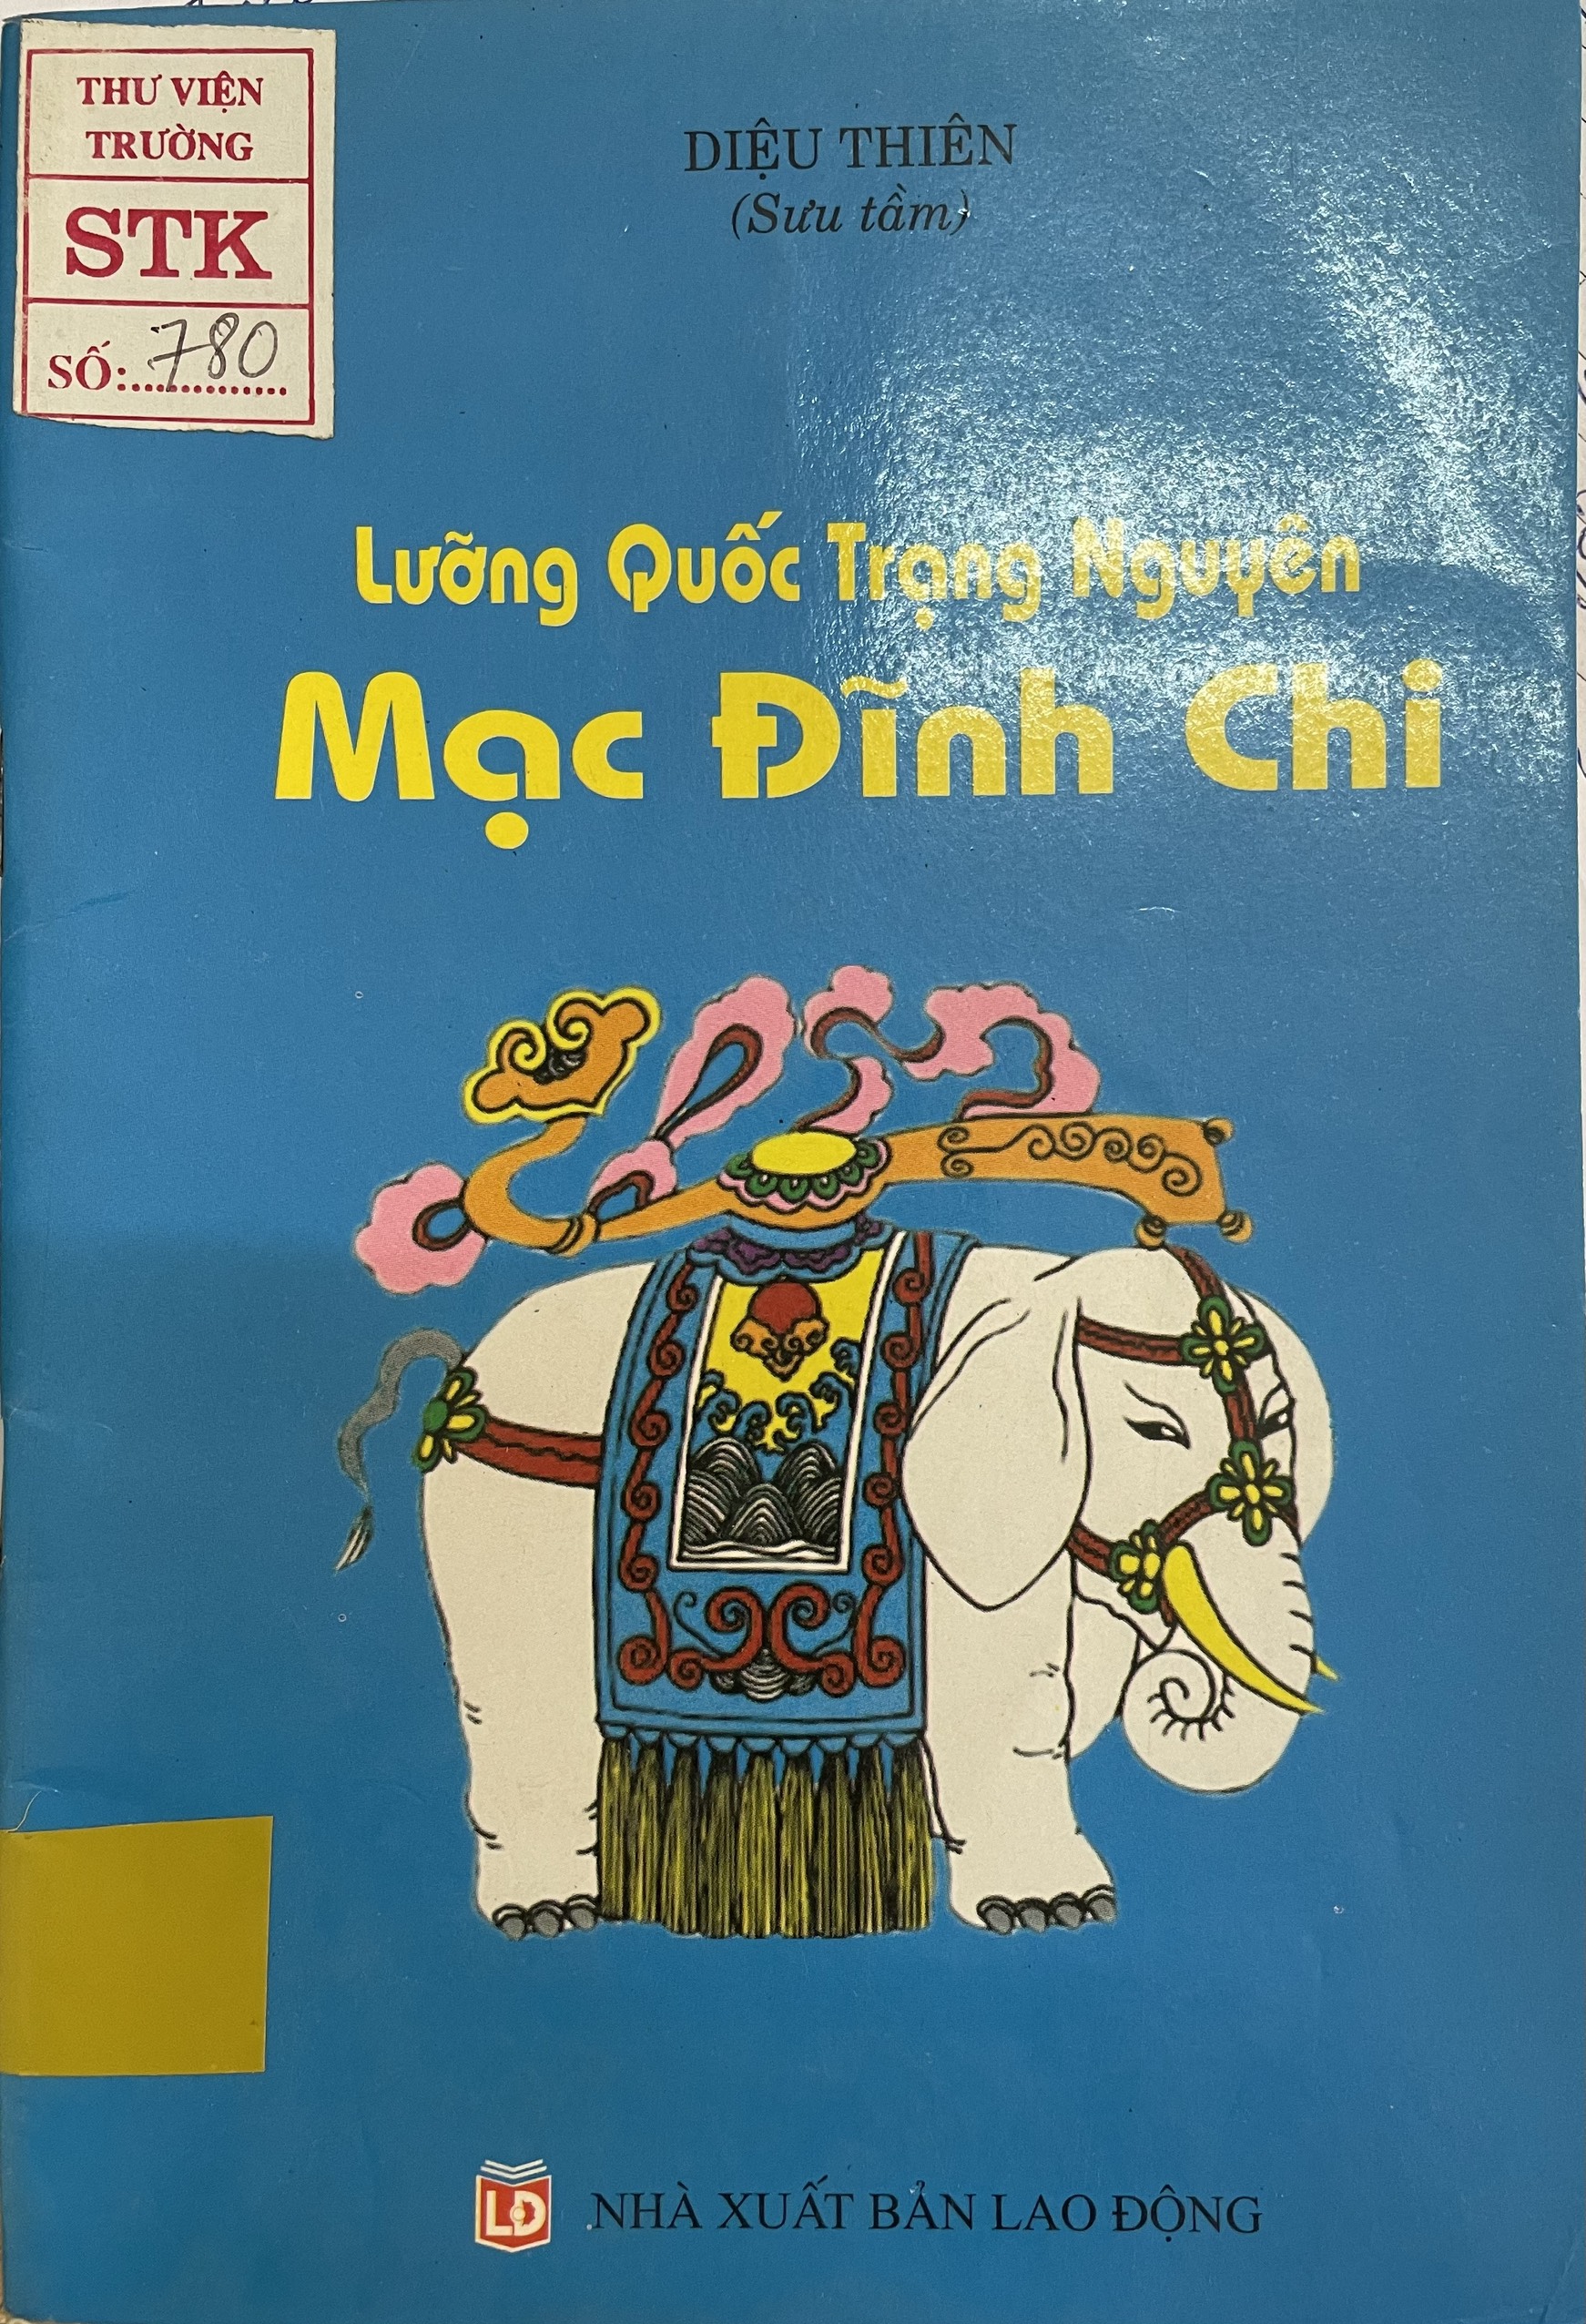 THƯ VIỆN
TRƯỜNG
STK
SỐ:..780..........
DIỆU THIÊN
(Sưu tầm)
Lưỡng Quốc Trạng Nguyên
Mạc Đĩnh Chi
LĐ
NHÀ XUẤT BẢN LAO ĐỘNG